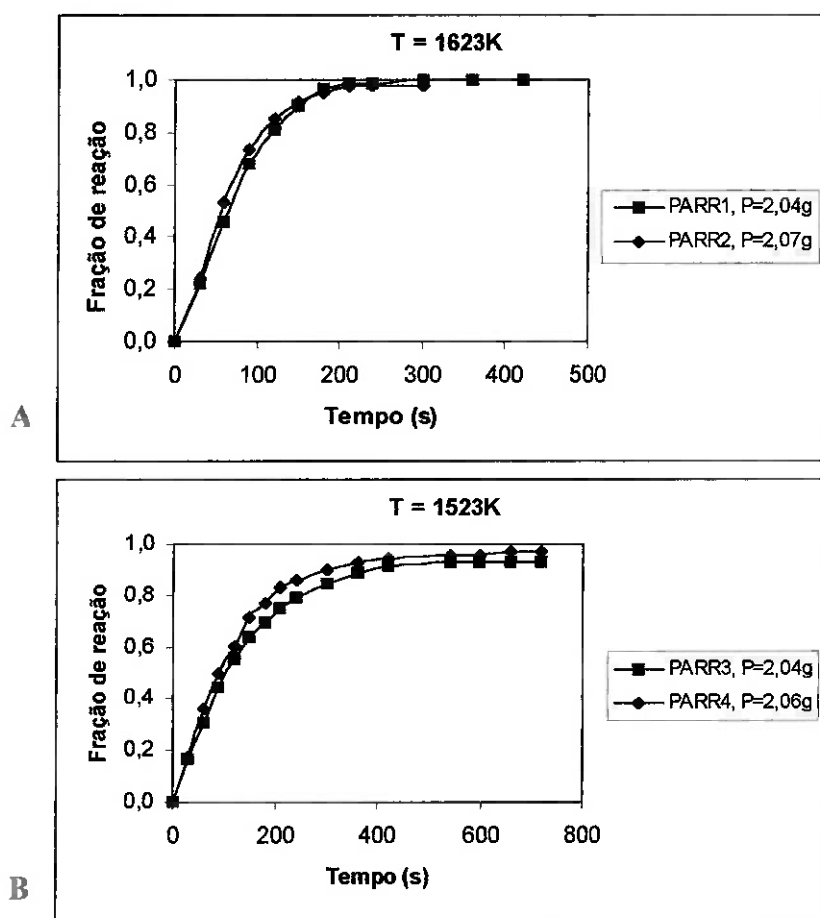 T = 1623K
1,0
0,8
0,6
0,4
0,2
0,0
Fração de reação
0 100 200 300 400 500
Tempo (s)
PARR1, P=2,04g
PARR2, P=2,07g
A
T = 1523K
1,0
0,8
0,6
0,4
0,2
0,0
Fração de reação
0 200 400 600 800
Tempo (s)
PARR3, P=2,04g
PARR4, P=2,06g
B